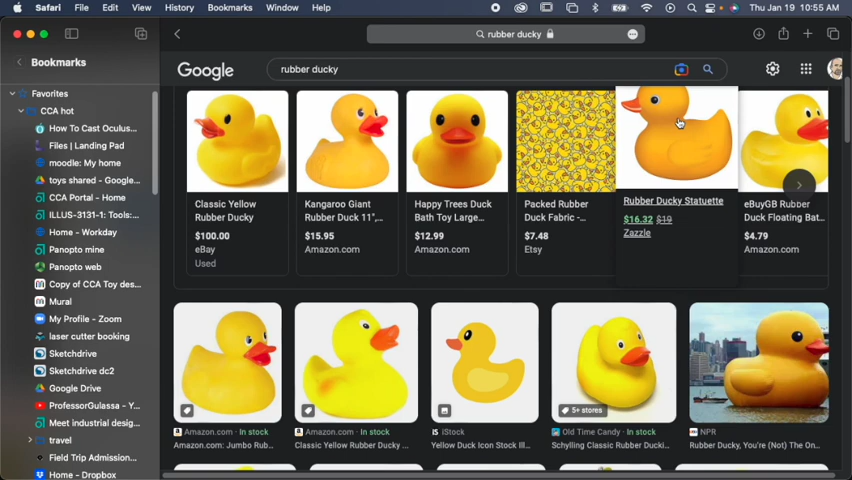 Safari File Edit View History Bookmarks Window Help Thu Jan 19 10:55 AM
rubber ducky
Bookmarks
Favorites
CCA hot
How To Cast Oculus...
Files | Landing Pad
moodle: My home
toys shared - Google...
CCA Portal - Home
ILLUS-3131-1: Tools:...
Home - Workday
Panopto mine
Panopto web
Copy of CCA Toy des...
Mural
My Profile - Zoom
laser cutter booking
Sketchdrive
Sketchdrive dc2
Google Drive
ProfessorGulassa - Y...
Meet industrial desig...
travel
Field Trip Admission...
Home - Dropbox
Google
rubber ducky
Classic Yellow
Rubber Ducky
$100.00
eBay
Used
Kangaroo Giant
Rubber Duck 11",...
$15.95
Amazon.com
Happy Trees Duck
Bath Toy Large...
$12.99
Amazon.com
Packed Rubber
Duck Fabric -...
$7.48
Etsy
Rubber Ducky Statuette
$16.32 $19
Zazzle
eBuyGB Rubber
Duck Floating Bat...
$4.79
Amazon.com
Amazon.com · In stock
Amazon.com: Jumbo Rub...
Amazon.com · In stock
Classic Yellow Rubber Ducky ...
iS iStock
Yellow Duck Icon Stock Ill...
5+ stores
Old Time Candy · In stock
Schylling Classic Rubber Ducki...
NPR
Rubber Ducky, You're (Not) The On...